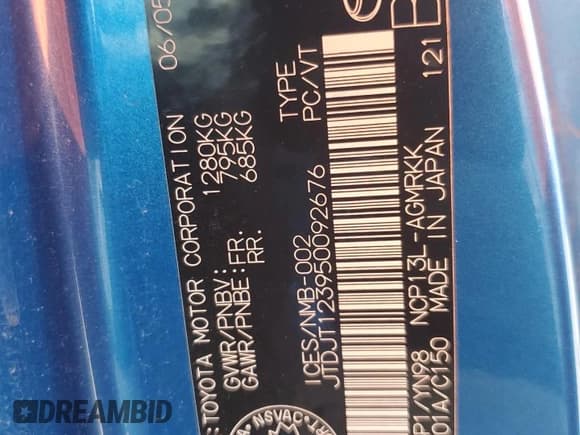 : TOYOTA MOTOR CORPORATION 06/05
GVWR/PNBV: 1280KG
GAWR/PNBE: FR. 795KG
RR. 685KG
ICES/NMB-002 TYPE
JTDJT123950092676 PC/VT
/YN98 NCP13L-AGMRKK 121
01A/C150 MADE IN JAPAN
NSVAC
DREAMBID